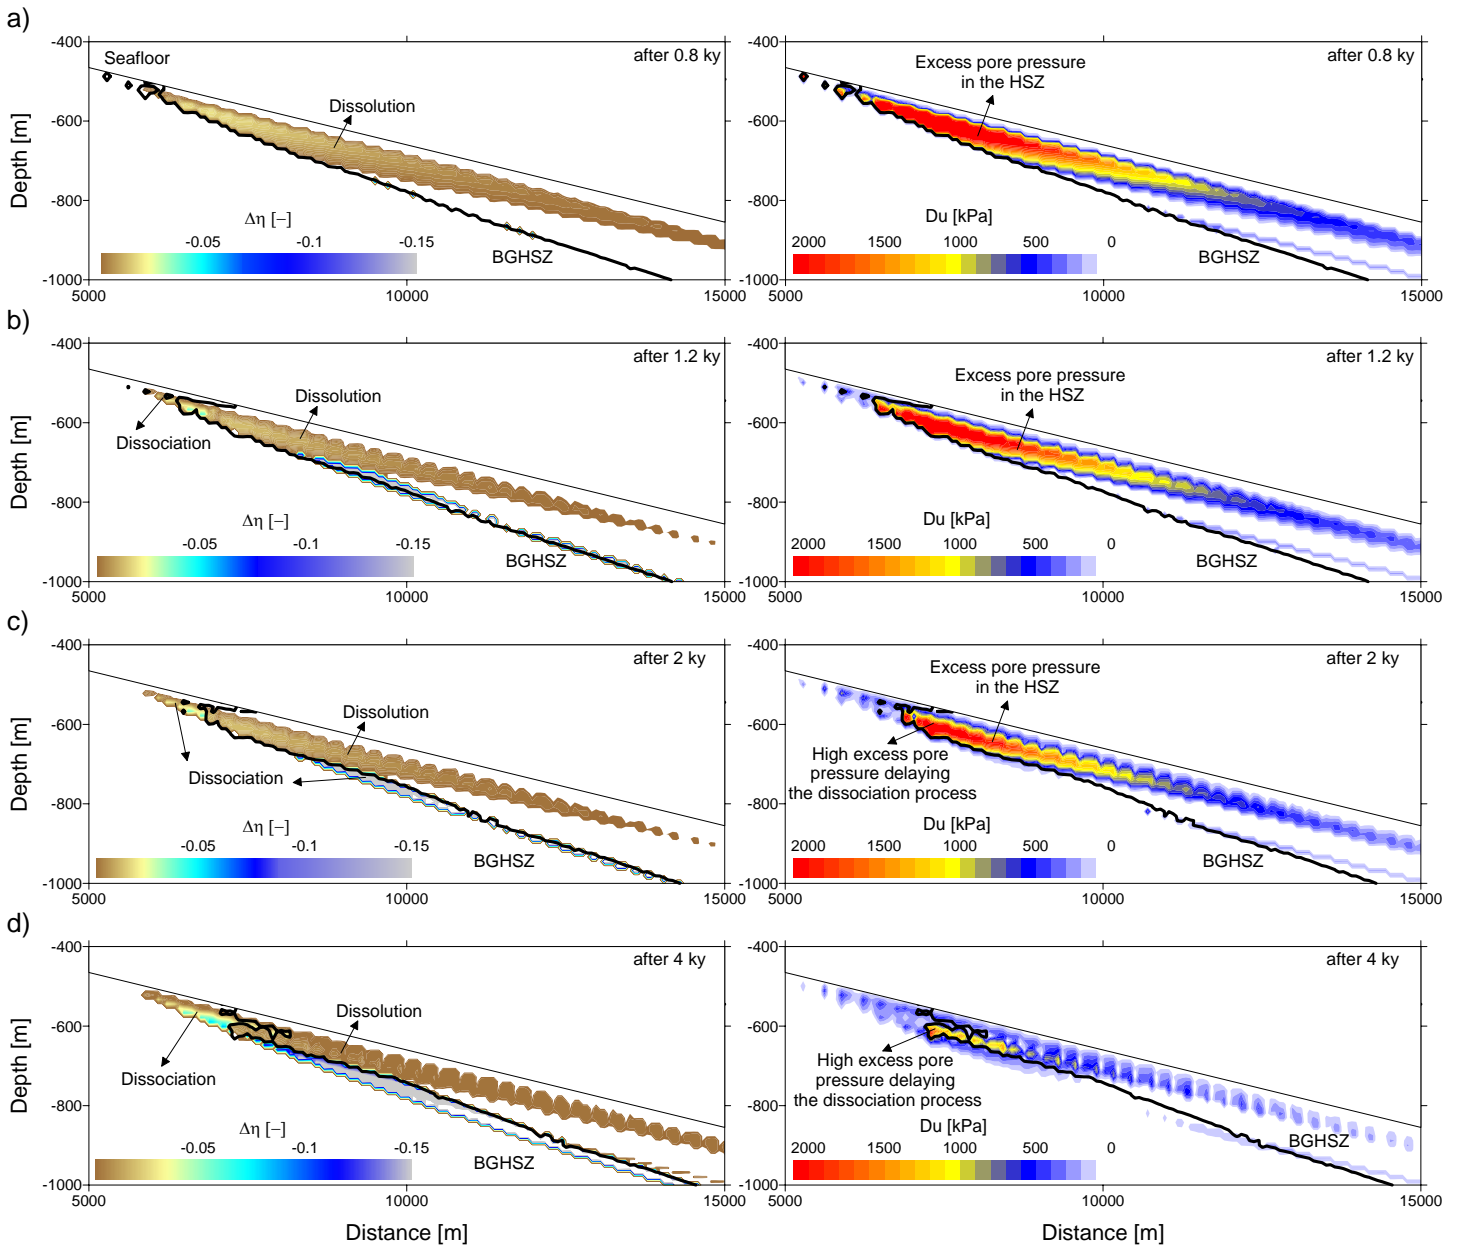 a)
-400
Seafloor
after 0.8 ky
Dissolution
-600
Depth [m]
-800
Δη [−]
-0.05
-0.1
-0.15
BGHSZ
-1000
5000
10000
15000
-400
after 0.8 ky
Excess pore pressure
in the HSZ
-600
-800
Du [kPa]
2000
1500
1000
500
0
BGHSZ
-1000
5000
10000
15000
b)
-400
after 1.2 ky
Dissolution
-600
Dissociation
Depth [m]
-800
Δη [−]
-0.05
-0.1
-0.15
BGHSZ
-1000
5000
10000
15000
-400
after 1.2 ky
Excess pore pressure
in the HSZ
-600
-800
Du [kPa]
2000
1500
1000
500
0
BGHSZ
-1000
5000
10000
15000
c)
-400
after 2 ky
Dissolution
-600
Dissociation
Depth [m]
-800
Δη [−]
-0.05
-0.1
-0.15
BGHSZ
-1000
5000
10000
15000
-400
after 2 ky
Excess pore pressure
in the HSZ
-600
High excess pore
pressure delaying
the dissociation process
-800
Du [kPa]
2000
1500
1000
500
0
BGHSZ
-1000
5000
10000
15000
d)
-400
after 4 ky
Dissolution
-600
Dissociation
Depth [m]
-800
Δη [−]
-0.05
-0.1
-0.15
BGHSZ
-1000
5000
10000
15000
Distance [m]
-400
after 4 ky
-600
High excess pore
pressure delaying
the dissociation process
-800
Du [kPa]
2000
1500
1000
500
0
BGHSZ
-1000
5000
10000
15000
Distance [m]